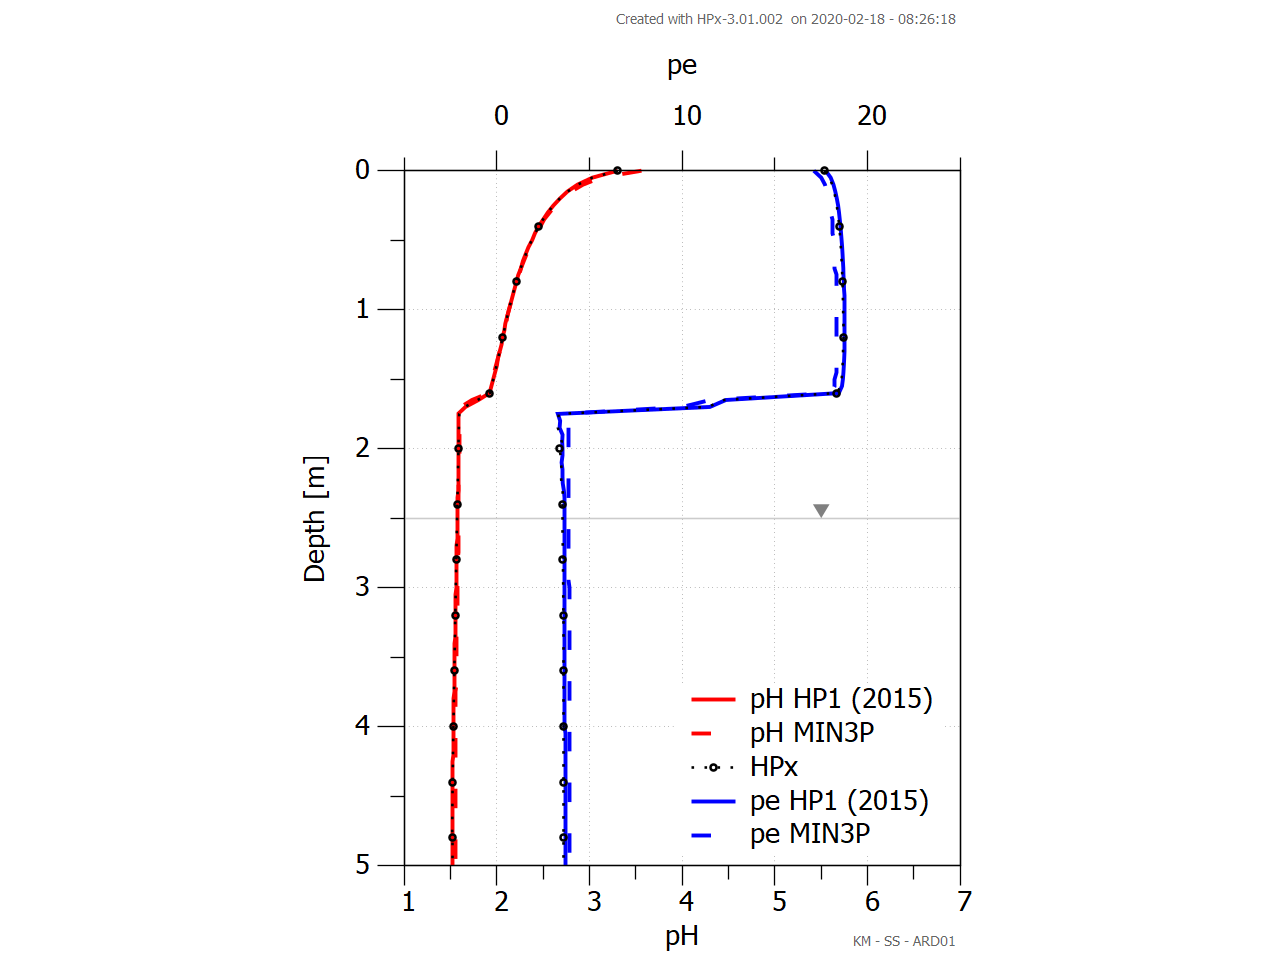 Created with HPx-3.01.002  on 2020-02-18 - 08:26:18
pe
0 10 20
0
1
2
3
4
5
Depth [m]
pH HP1 (2015)
pH MIN3P
HPx
pe HP1 (2015)
pe MIN3P
1 2 3 4 5 6 7
pH
KM - SS - ARD01